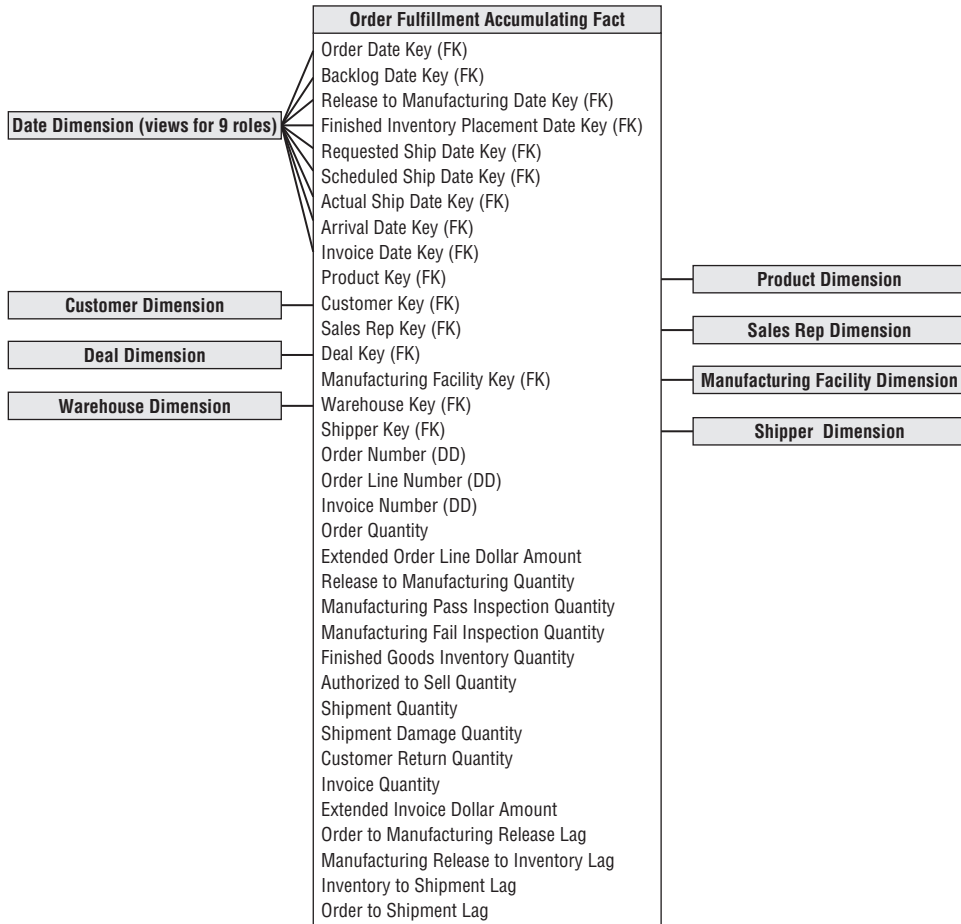 Order Fulfillment Accumulating Fact
Order Date Key (FK)
Backlog Date Key (FK)
Release to Manufacturing Date Key (FK)
Date Dimension (views for 9 roles)
Finished Inventory Placement Date Key (FK)
Requested Ship Date Key (FK)
Scheduled Ship Date Key (FK)
Actual Ship Date Key (FK)
Arrival Date Key (FK)
Invoice Date Key (FK)
Product Key (FK)
Product Dimension
Customer Dimension
Customer Key (FK)
Sales Rep Key (FK)
Sales Rep Dimension
Deal Dimension
Deal Key (FK)
Manufacturing Facility Key (FK)
Manufacturing Facility Dimension
Warehouse Dimension
Warehouse Key (FK)
Shipper Key (FK)
Shipper Dimension
Order Number (DD)
Order Line Number (DD)
Invoice Number (DD)
Order Quantity
Extended Order Line Dollar Amount
Release to Manufacturing Quantity
Manufacturing Pass Inspection Quantity
Manufacturing Fail Inspection Quantity
Finished Goods Inventory Quantity
Authorized to Sell Quantity
Shipment Quantity
Shipment Damage Quantity
Customer Return Quantity
Invoice Quantity
Extended Invoice Dollar Amount
Order to Manufacturing Release Lag
Manufacturing Release to Inventory Lag
Inventory to Shipment Lag
Order to Shipment Lag